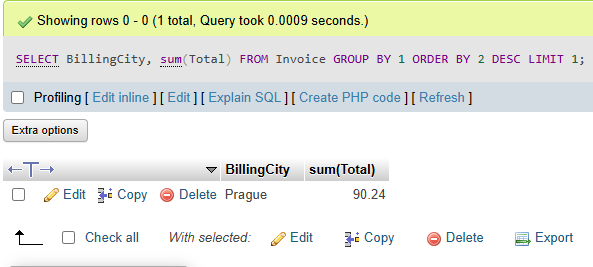 Showing rows 0 - 0 (1 total, Query took 0.0009 seconds.)
SELECT BillingCity, sum(Total) FROM Invoice GROUP BY 1 ORDER BY 2 DESC LIMIT 1;
Profiling [ Edit inline ] [ Edit ] [ Explain SQL ] [ Create PHP code ] [ Refresh ]
Extra options
←T→ BillingCity sum(Total)
Edit Copy Delete Prague 90.24
Check all With selected: Edit Copy Delete Export